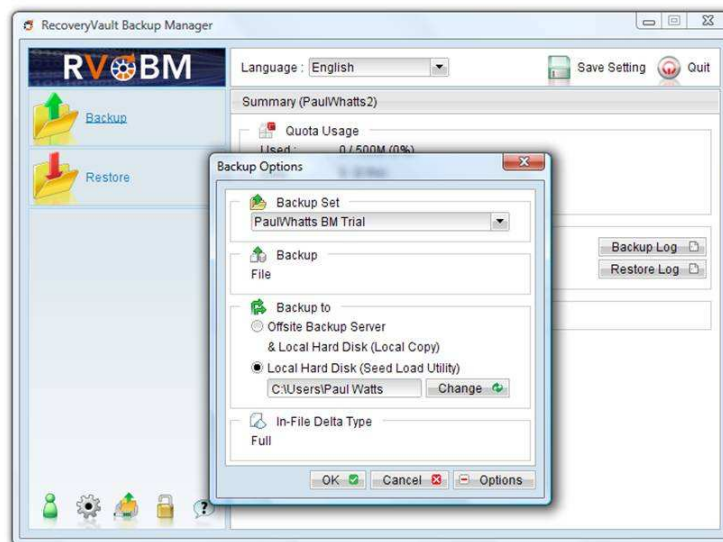 RecoveryVault Backup Manager
RVOBM
Language : English
Save Setting
Quit
Backup
Restore
Summary (PaulWhatts2)
Quota Usage
Used : 0 / 500M (0%)
Backup Log
Restore Log
Backup Options
Backup Set
PaulWhatts BM Trial
Backup
File
Backup to
Offsite Backup Server
& Local Hard Disk (Local Copy)
Local Hard Disk (Seed Load Utility)
C:\Users\Paul Watts
Change
In-File Delta Type
Full
OK
Cancel
Options